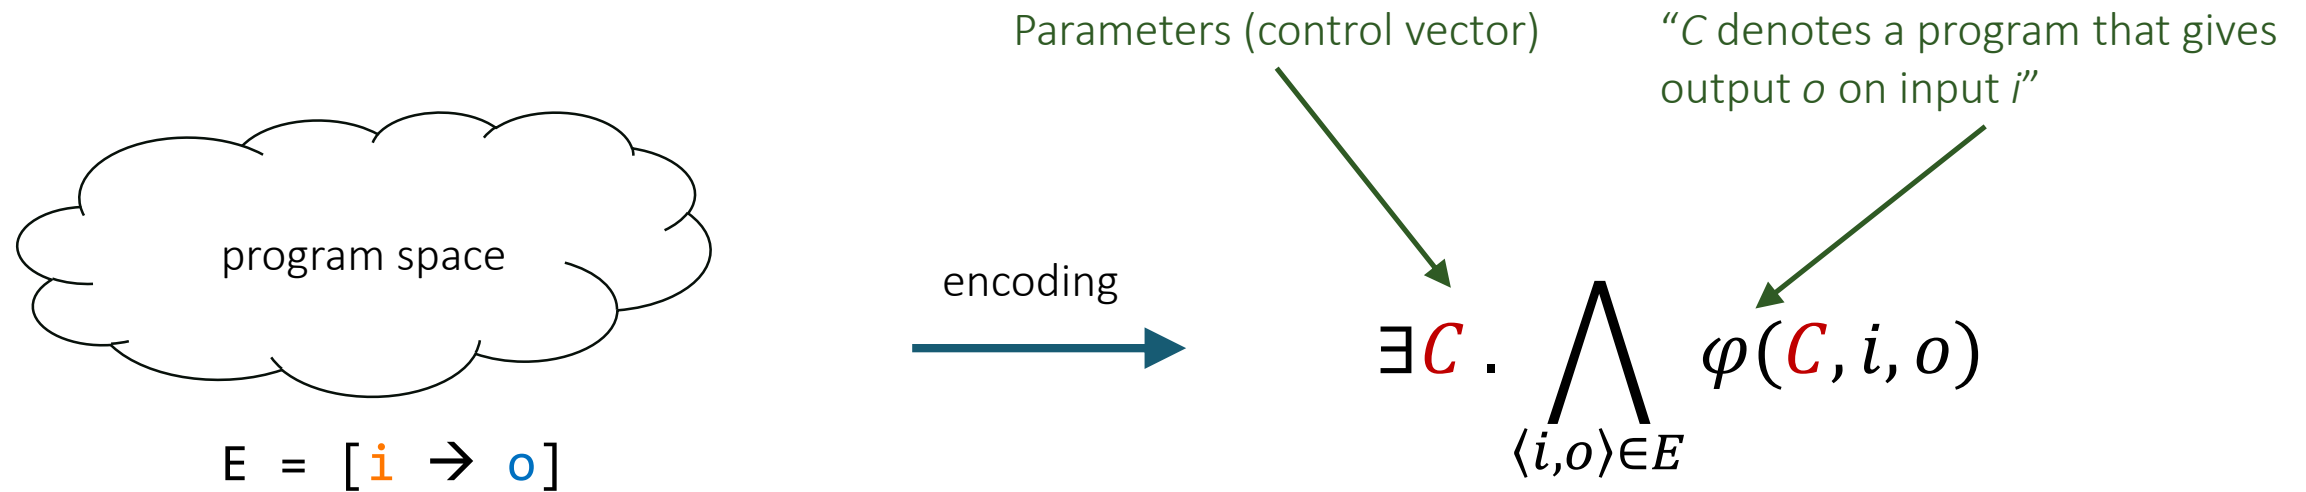 Parameters (control vector)
“C denotes a program that gives
output o on input i”
program space
encoding
∃C . ⋀ φ(C, i, o)
⟨i,o⟩∈E
E = [i → o]